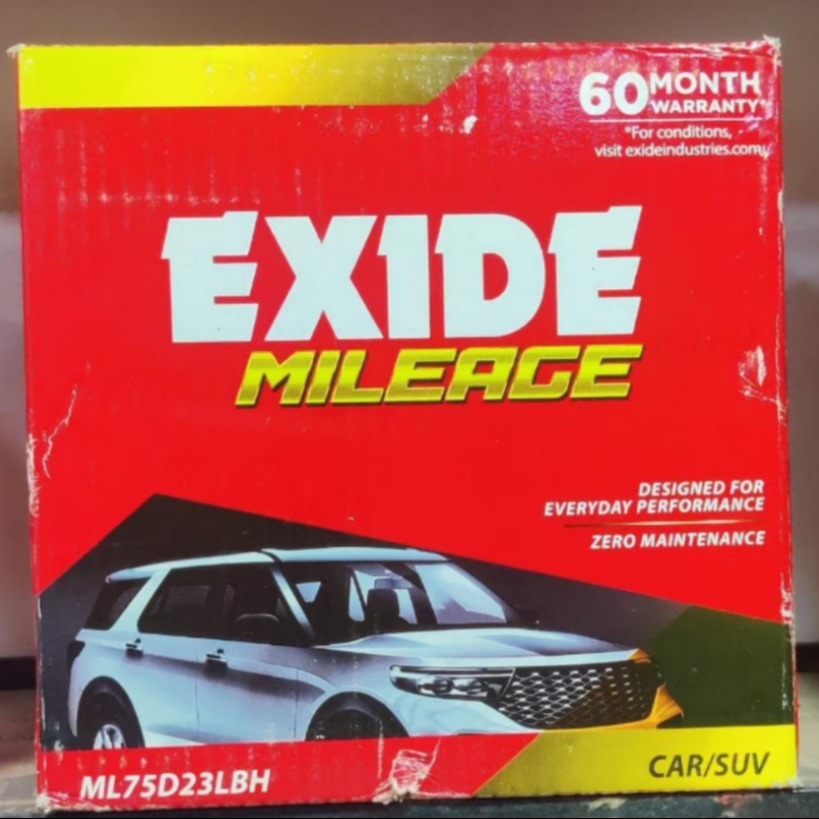 60 MONTH
WARRANTY*
*For conditions,
visit exideindustries.com
EXIDE
MILEAGE
DESIGNED FOR
EVERYDAY PERFORMANCE
ZERO MAINTENANCE
ML75D23LBH
CAR/SUV